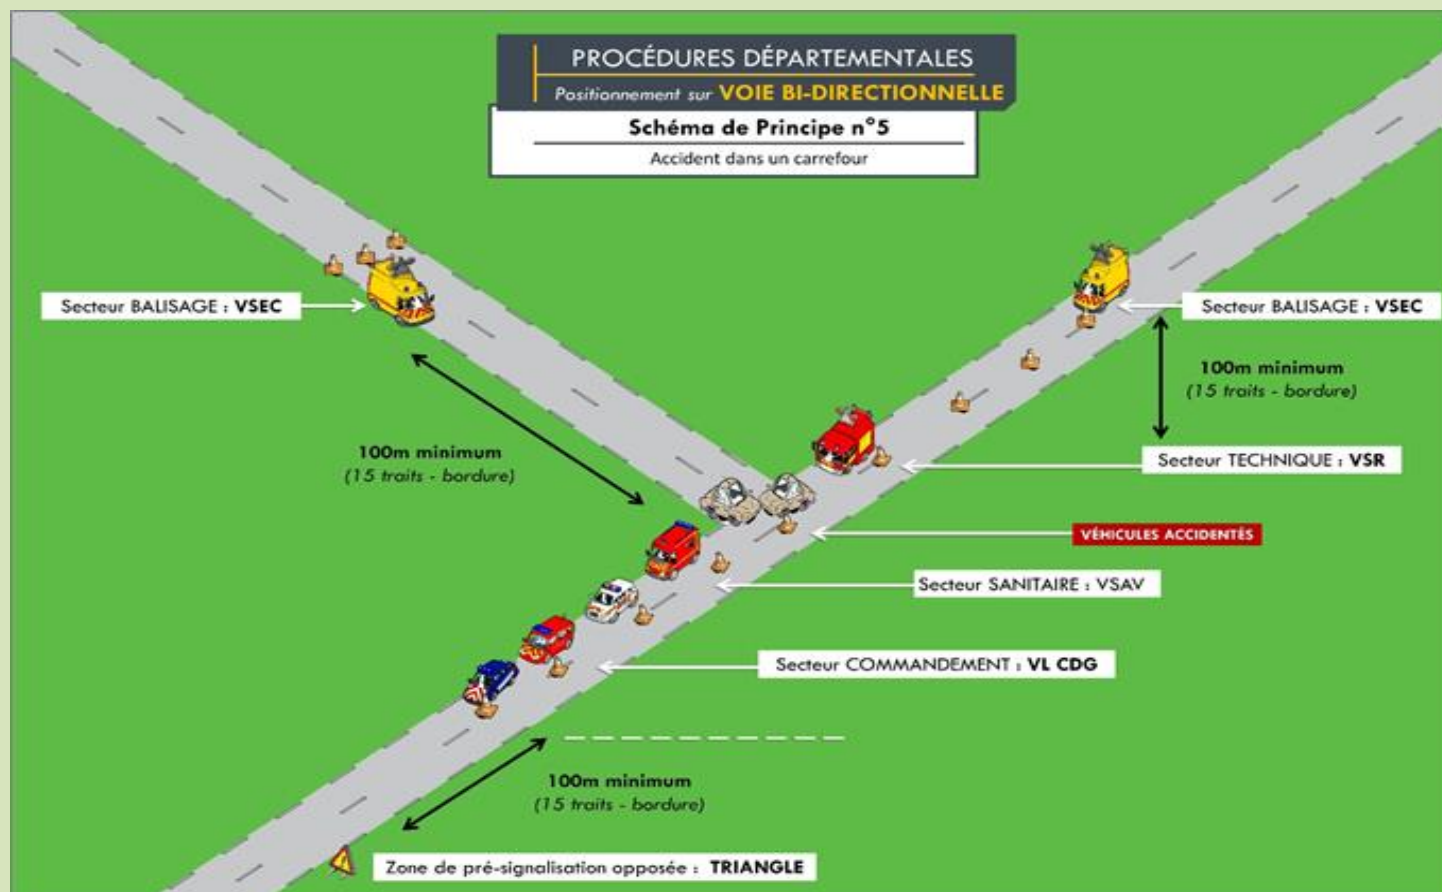 PROCÉDURES DÉPARTEMENTALES
Positionnement sur VOIE BI-DIRECTIONNELLE
Schéma de Principe n°5
Accident dans un carrefour
Secteur BALISAGE : VSEC
Secteur BALISAGE : VSEC
100m minimum
(15 traits - bordure)
100m minimum
(15 traits - bordure)
Secteur TECHNIQUE : VSR
VÉHICULES ACCIDENTÉS
Secteur SANITAIRE : VSAV
Secteur COMMANDEMENT : VL CDG
100m minimum
(15 traits - bordure)
Zone de pré-signalisation opposée : TRIANGLE